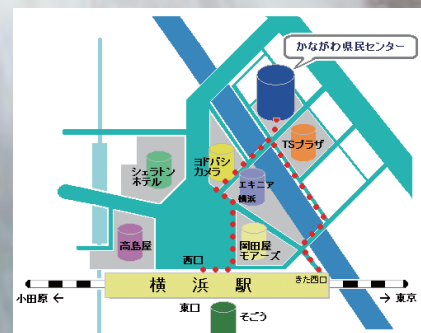 かながわ県民センター
TSプラザ
ヨドバシ
カメラ
シェラトン
ホテル
エキニア
横浜
高島屋
岡田屋
モアーズ
西口
きた西口
横浜駅
小田原 ←
→ 東京
東口
そごう